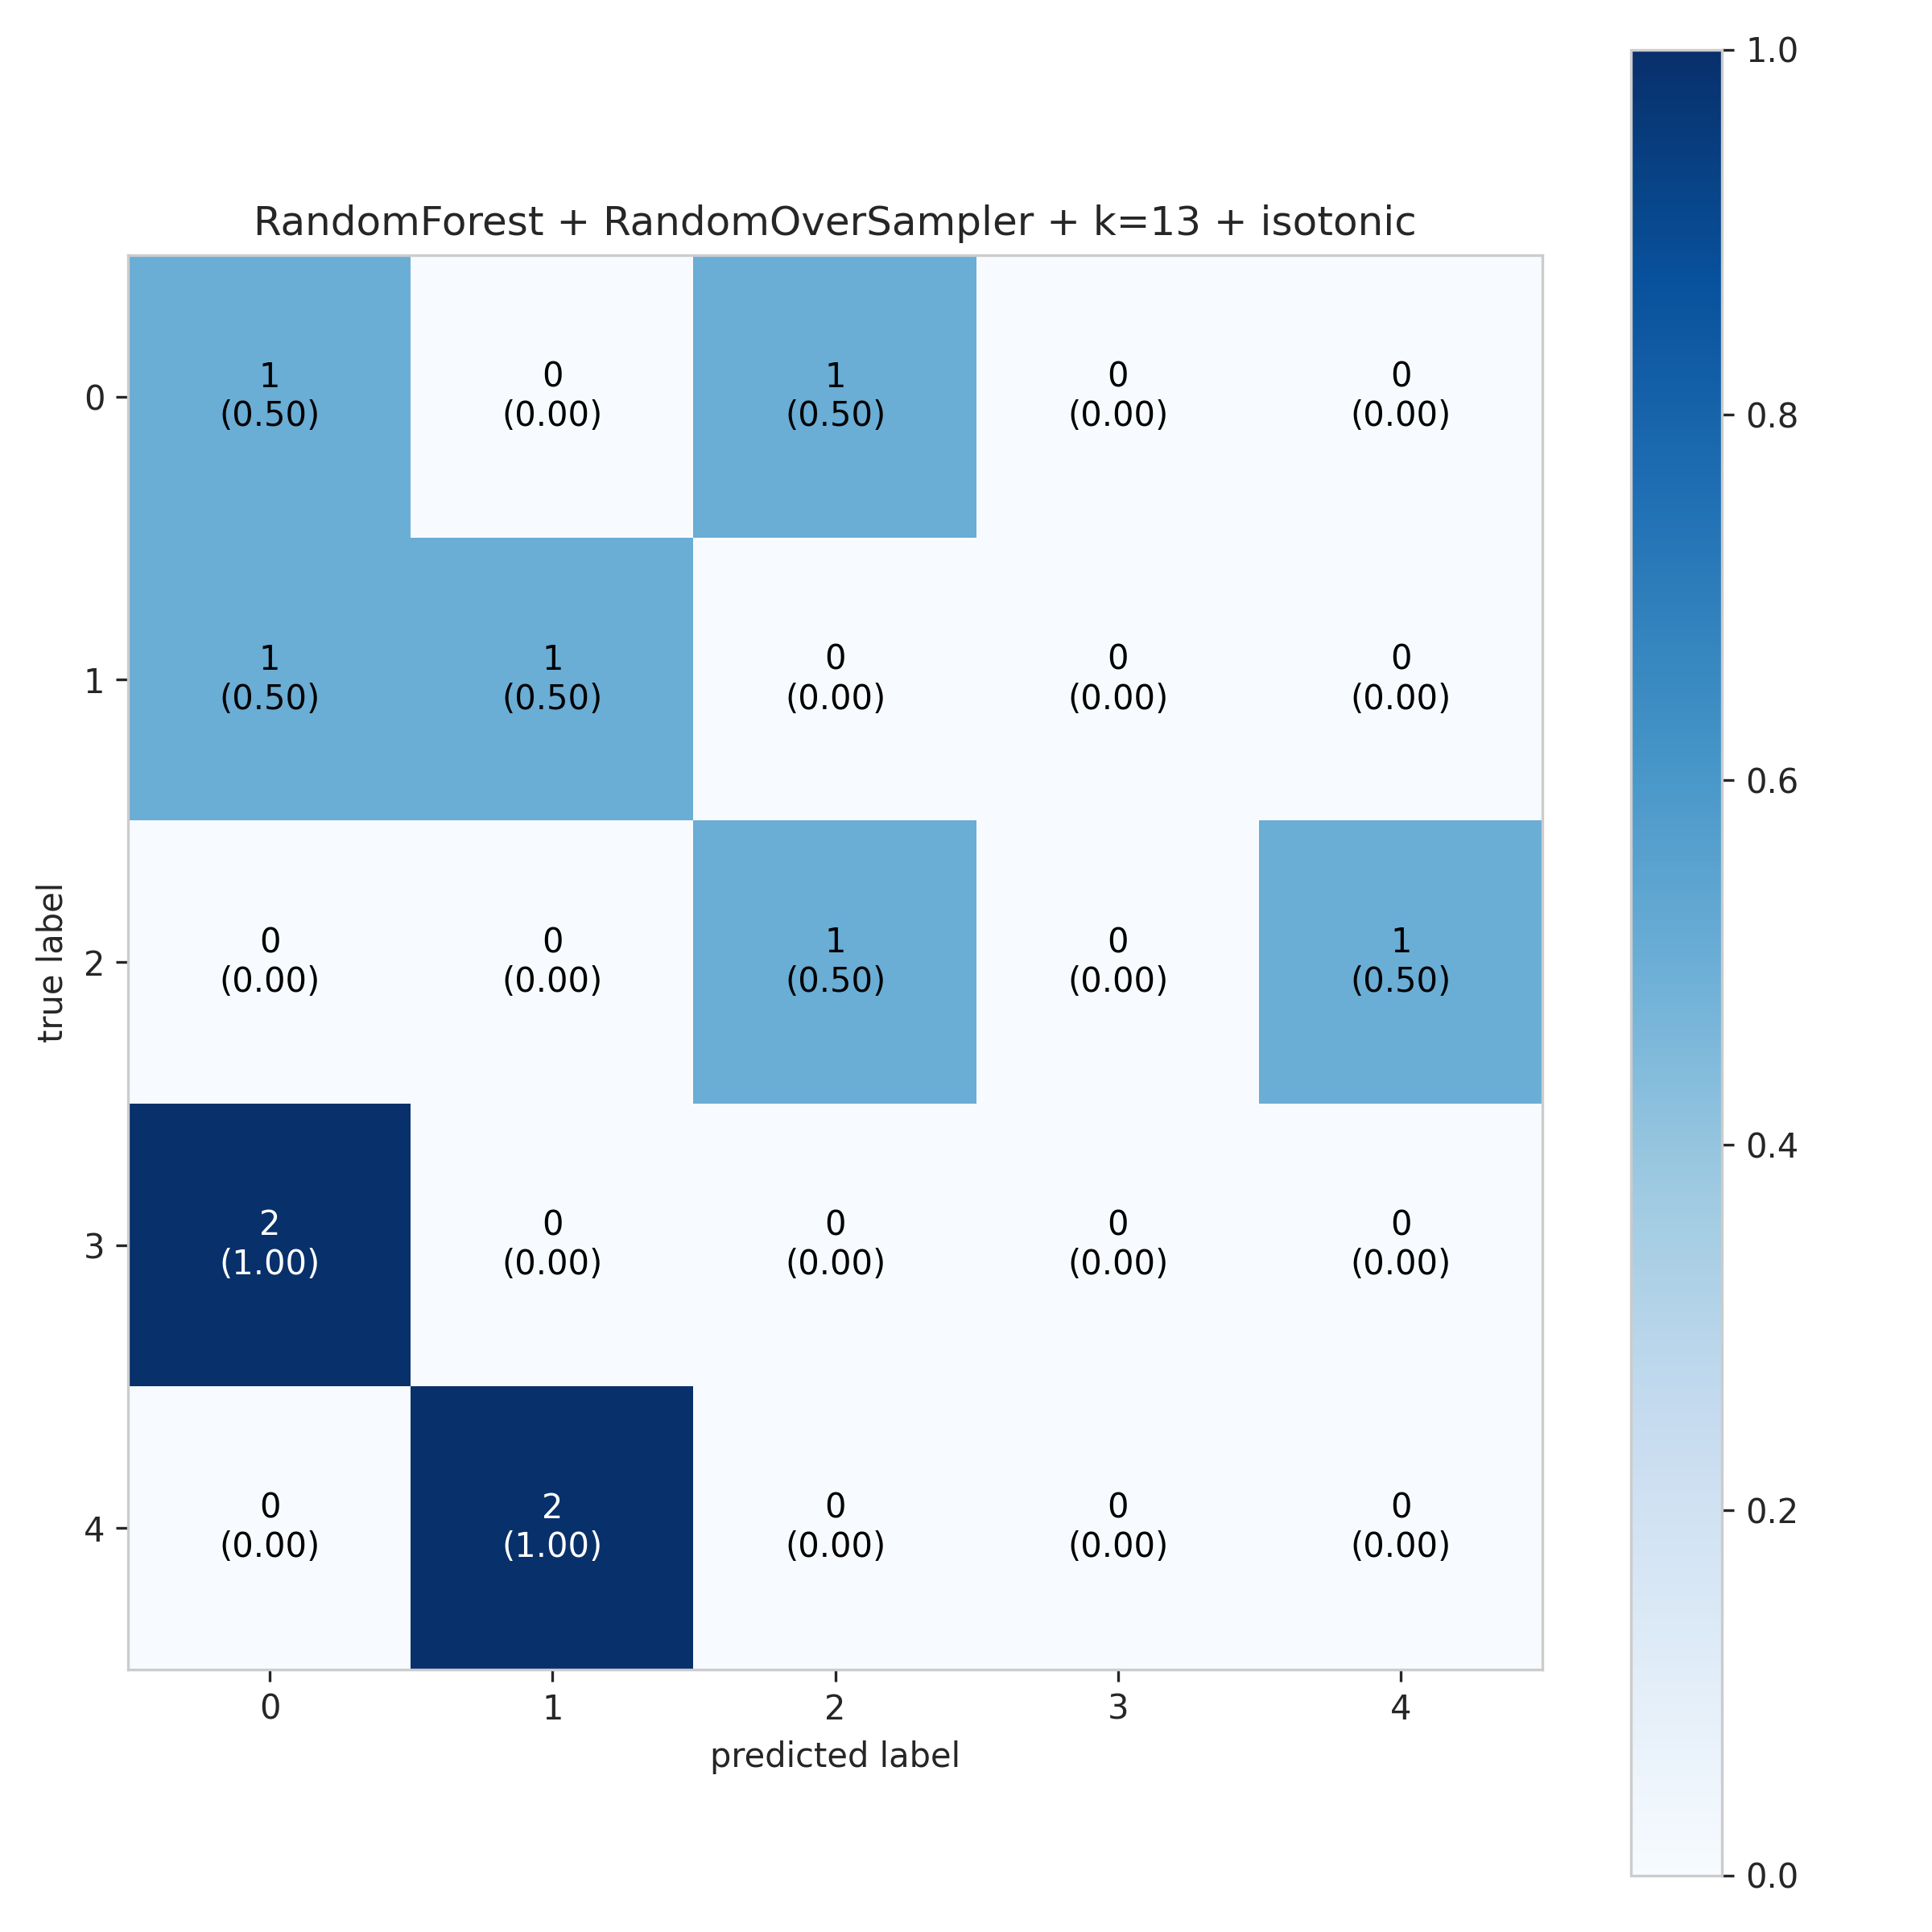 RandomForest + RandomOverSampler + k=13 + isotonic
1.0
0.8
0.6
0.4
0.2
0.0
true label
0
1
2
3
4
1 0 1 0 0
(0.50) (0.00) (0.50) (0.00) (0.00)
1 1 0 0 0
(0.50) (0.50) (0.00) (0.00) (0.00)
0 0 1 0 1
(0.00) (0.00) (0.50) (0.00) (0.50)
2 0 0 0 0
(1.00) (0.00) (0.00) (0.00) (0.00)
0 2 0 0 0
(0.00) (1.00) (0.00) (0.00) (0.00)
0 1 2 3 4
predicted label